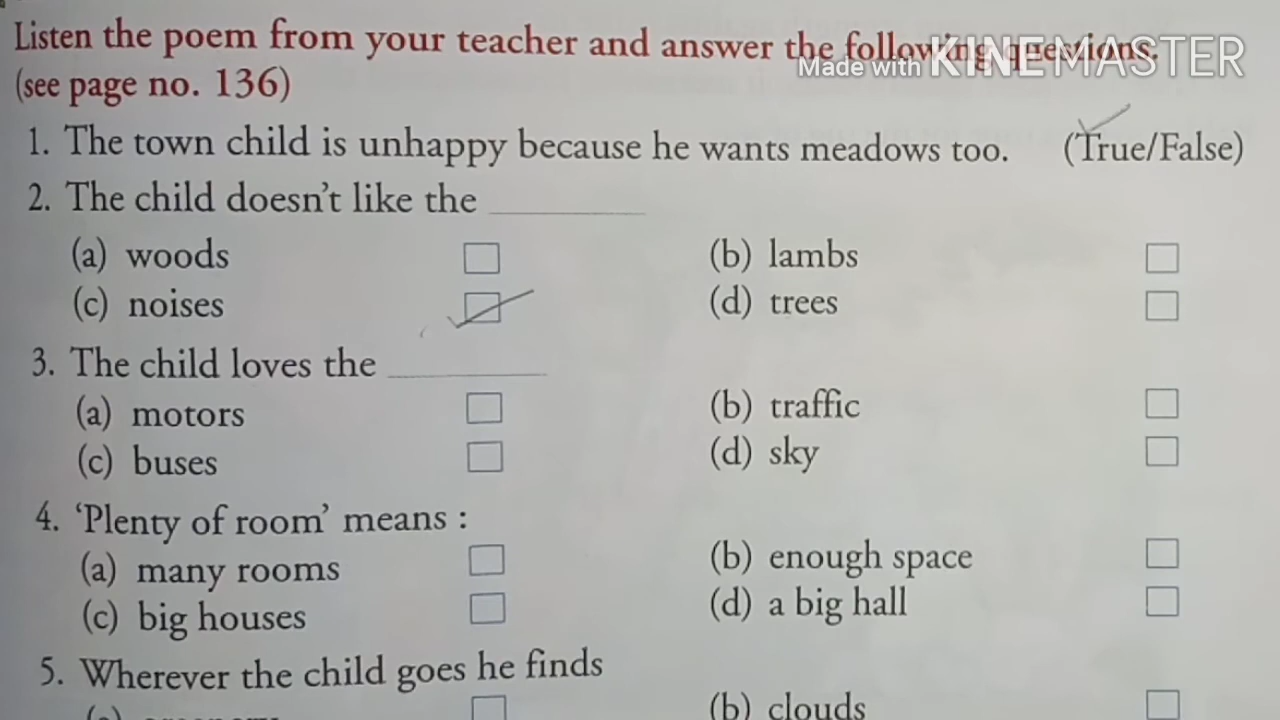 Listen the poem from your teacher and answer the following questions.
Made with KINEMASTER
(see page no. 136)
1. The town child is unhappy because he wants meadows too. (True/False)
2. The child doesn't like the
(a) woods (b) lambs
(c) noises (d) trees
3. The child loves the
(a) motors (b) traffic
(c) buses (d) sky
4. 'Plenty of room' means :
(a) many rooms (b) enough space
(c) big houses (d) a big hall
5. Wherever the child goes he finds
(b) clouds